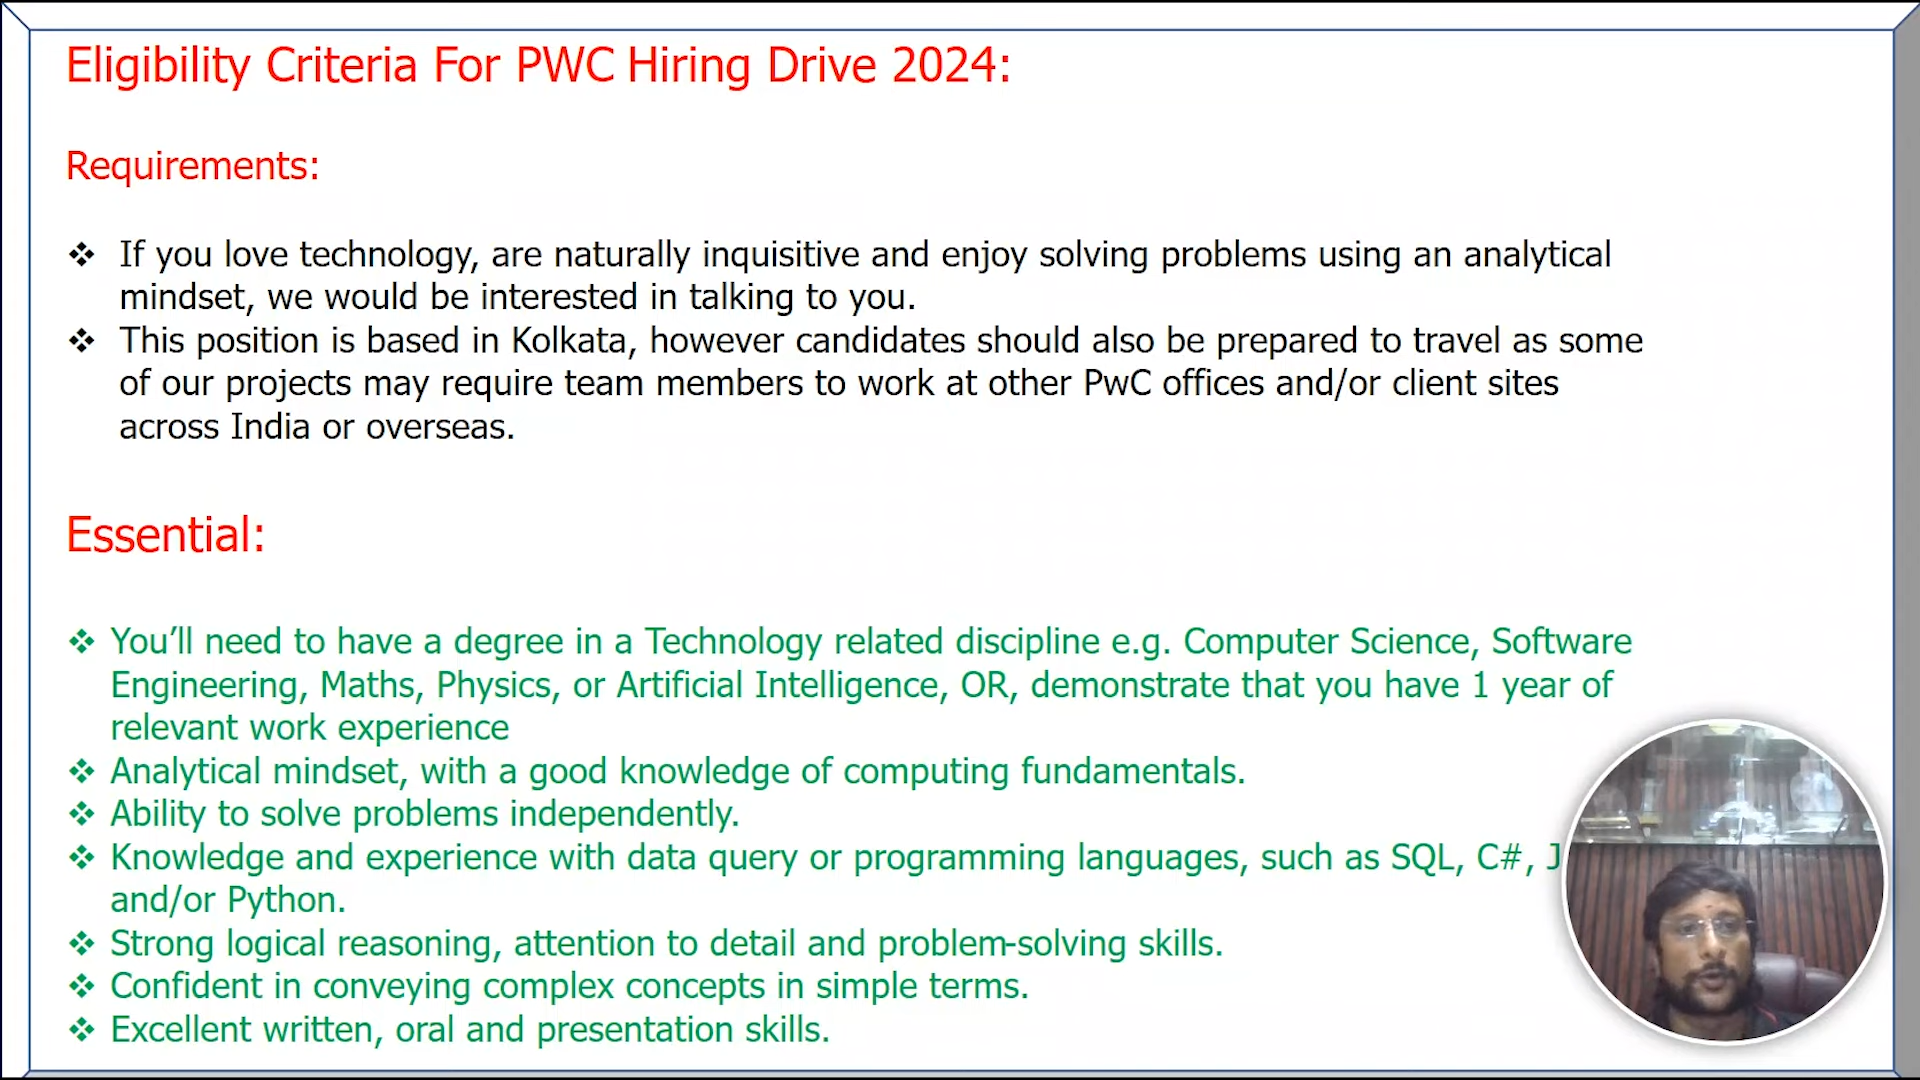 Eligibility Criteria For PWC Hiring Drive 2024:
Requirements:
❖ If you love technology, are naturally inquisitive and enjoy solving problems using an analytical
mindset, we would be interested in talking to you.
❖ This position is based in Kolkata, however candidates should also be prepared to travel as some
of our projects may require team members to work at other PwC offices and/or client sites
across India or overseas.
Essential:
❖ You’ll need to have a degree in a Technology related discipline e.g. Computer Science, Software
Engineering, Maths, Physics, or Artificial Intelligence, OR, demonstrate that you have 1 year of
relevant work experience
❖ Analytical mindset, with a good knowledge of computing fundamentals.
❖ Ability to solve problems independently.
❖ Knowledge and experience with data query or programming languages, such as SQL, C#,
and/or Python.
❖ Strong logical reasoning, attention to detail and problem-solving skills.
❖ Confident in conveying complex concepts in simple terms.
❖ Excellent written, oral and presentation skills.